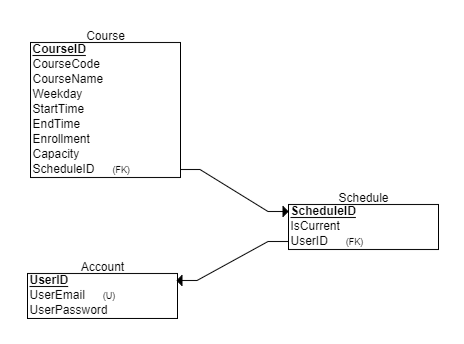 Course
CourseID
CourseCode
CourseName
Weekday
StartTime
EndTime
Enrollment
Capacity
ScheduleID (FK)
Schedule
ScheduleID
IsCurrent
UserID (FK)
Account
UserID
UserEmail (U)
UserPassword